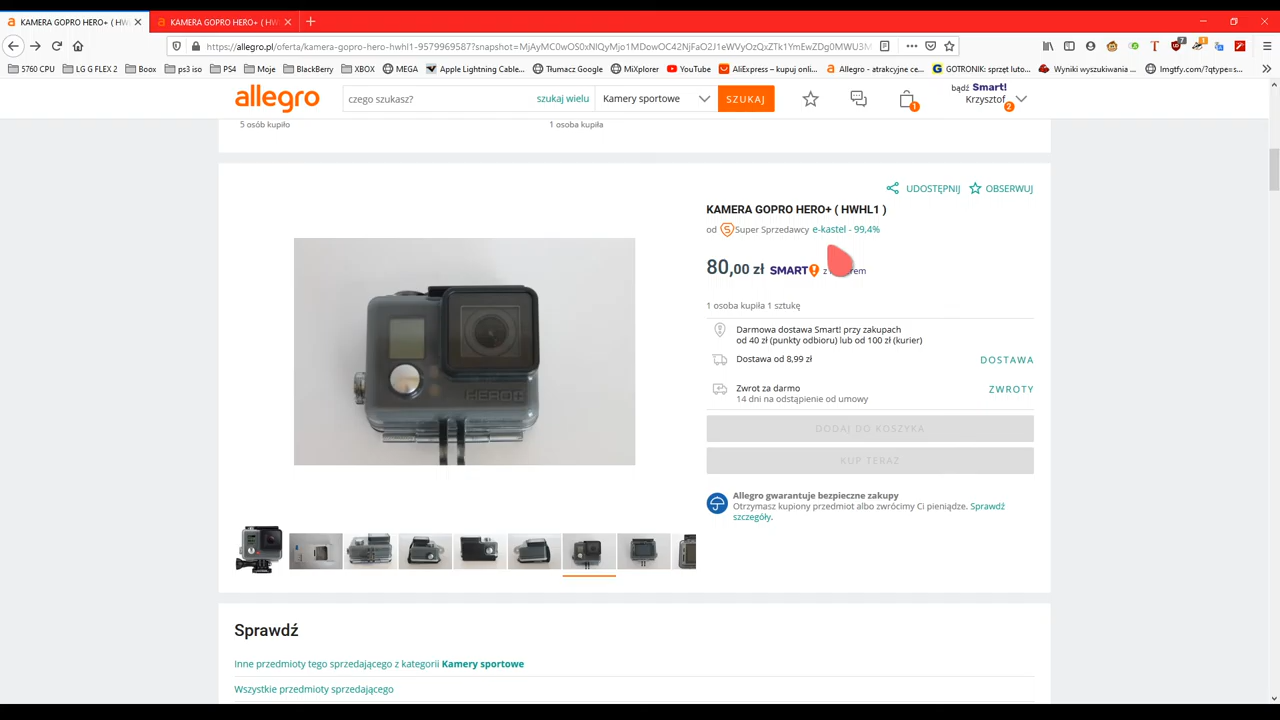 KAMERA GOPRO HERO+ ( HW
KAMERA GOPRO HERO+ ( HW
https://allegro.pl/oferta/kamera-gopro-hero-hwhl1-9579969587?snapshot=
5760 CPU
LG G FLEX 2
Boox
ps3 iso
PS4
Moje
BlackBerry
XBOX
MEGA
Apple Lightning Cable...
Tłumacz Google
MiXplorer
YouTube
AliExpress – kupuj onli...
Allegro - atrakcyjne ce...
GOTRONIK: sprzęt luto...
Wyniki wyszukiwania ...
lmgtfy.com/?qtype=s...
allegro
czego szukasz?
szukaj wielu
Kamery sportowe
SZUKAJ
1
bądź Smart!
Krzysztof
2
5 osób kupiło
1 osoba kupiła
UDOSTĘPNIJ
OBSERWUJ
KAMERA GOPRO HERO+ ( HWHL1 )
od Super Sprzedawcy e-kastel - 99,4%
80,00 zł SMART! z
1 osoba kupiła 1 sztukę
Darmowa dostawa Smart! przy zakupach
od 40 zł (punkty odbioru) lub od 100 zł (kurier)
Dostawa od 8,99 zł
DOSTAWA
Zwrot za darmo
ZWROTY
14 dni na odstąpienie od umowy
DODAJ DO KOSZYKA
KUP TERAZ
Allegro gwarantuje bezpieczne zakupy
Otrzymasz kupiony przedmiot albo zwrócimy Ci pieniądze. Sprawdź
szczegóły.
HERO
Sprawdź
Inne przedmioty tego sprzedającego z kategorii Kamery sportowe
Wszystkie przedmioty sprzedającego